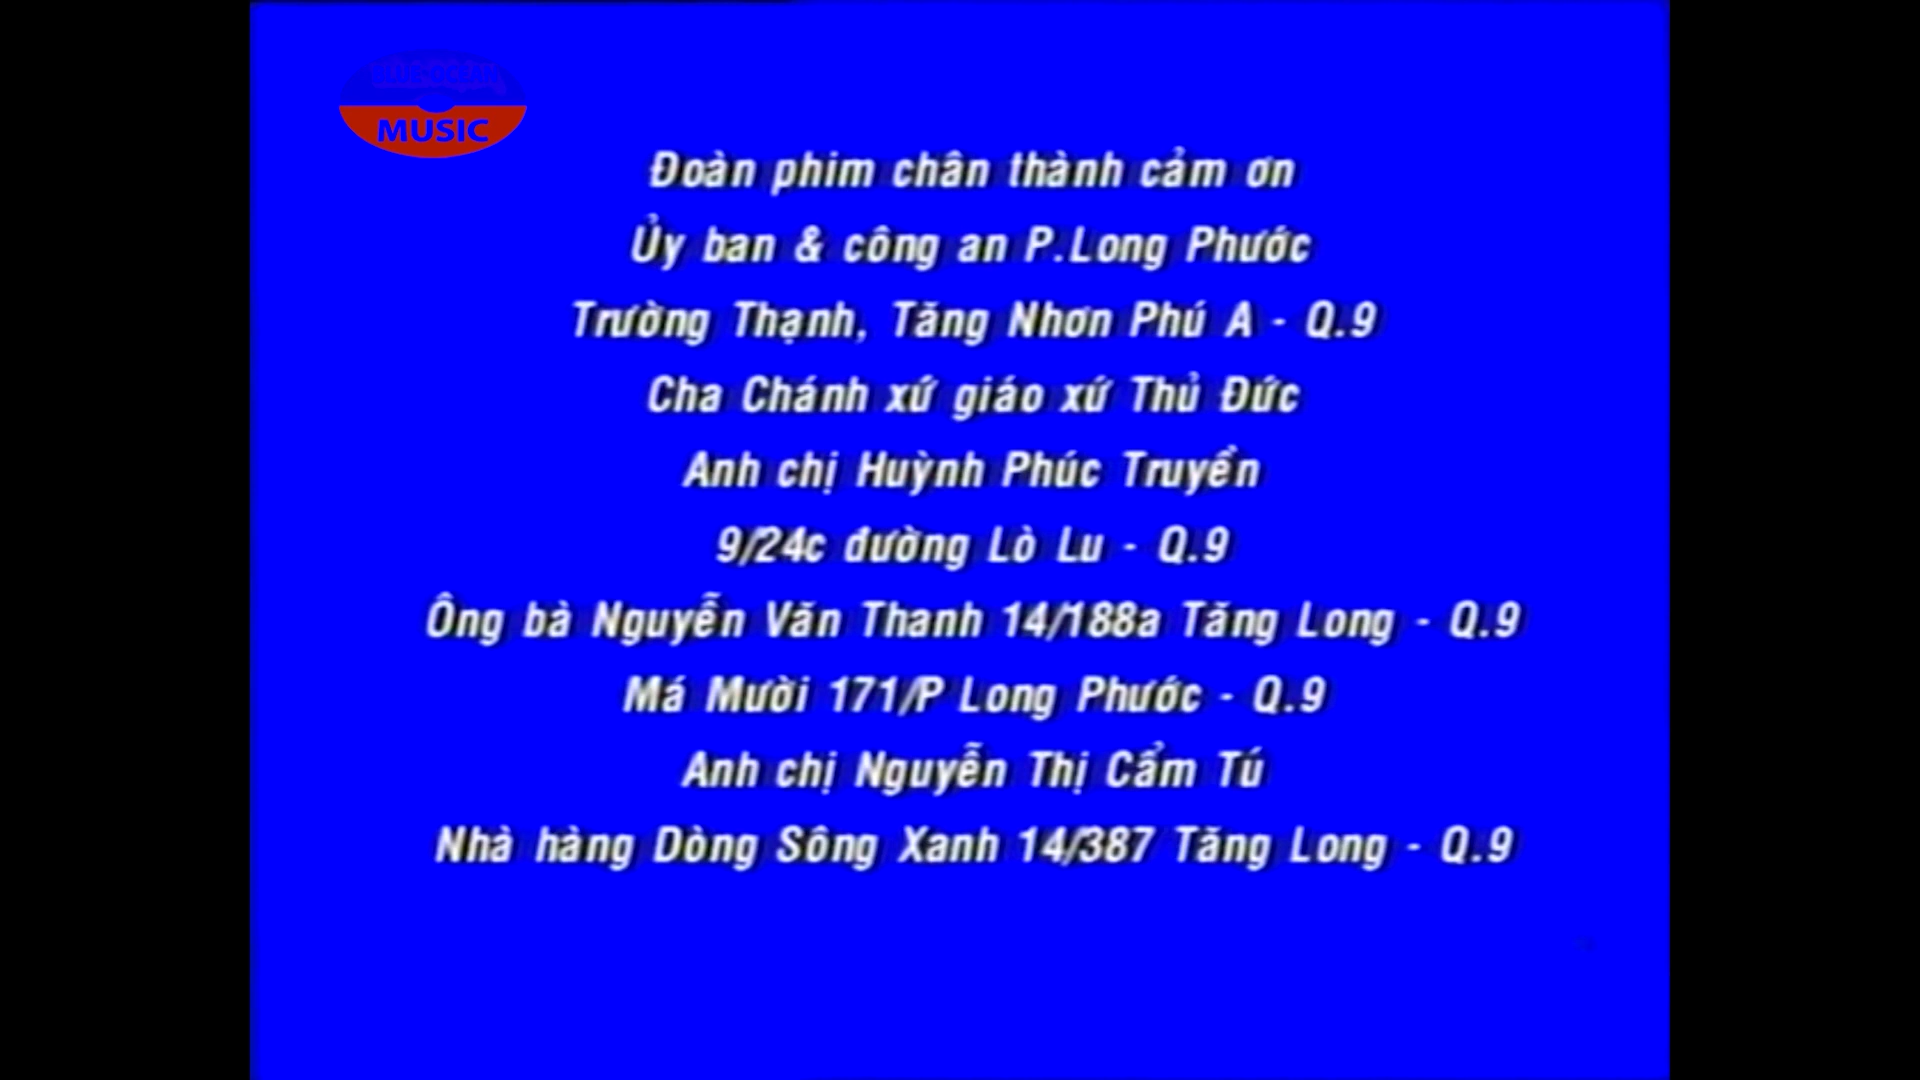 BLUE OCEAN
MUSIC
Đoàn phim chân thành cảm ơn
Ủy ban & công an P.Long Phước
Trường Thạnh, Tăng Nhơn Phú A - Q.9
Cha Chánh xứ giáo xứ Thủ Đức
Anh chị Huỳnh Phúc Truyển
9/24c đường Lò Lu - Q.9
Ông bà Nguyễn Văn Thanh 14/188a Tăng Long - Q.9
Má Mười 171/P Long Phước - Q.9
Anh chị Nguyễn Thị Cẩm Tú
Nhà hàng Dòng Sông Xanh 14/387 Tăng Long - Q.9